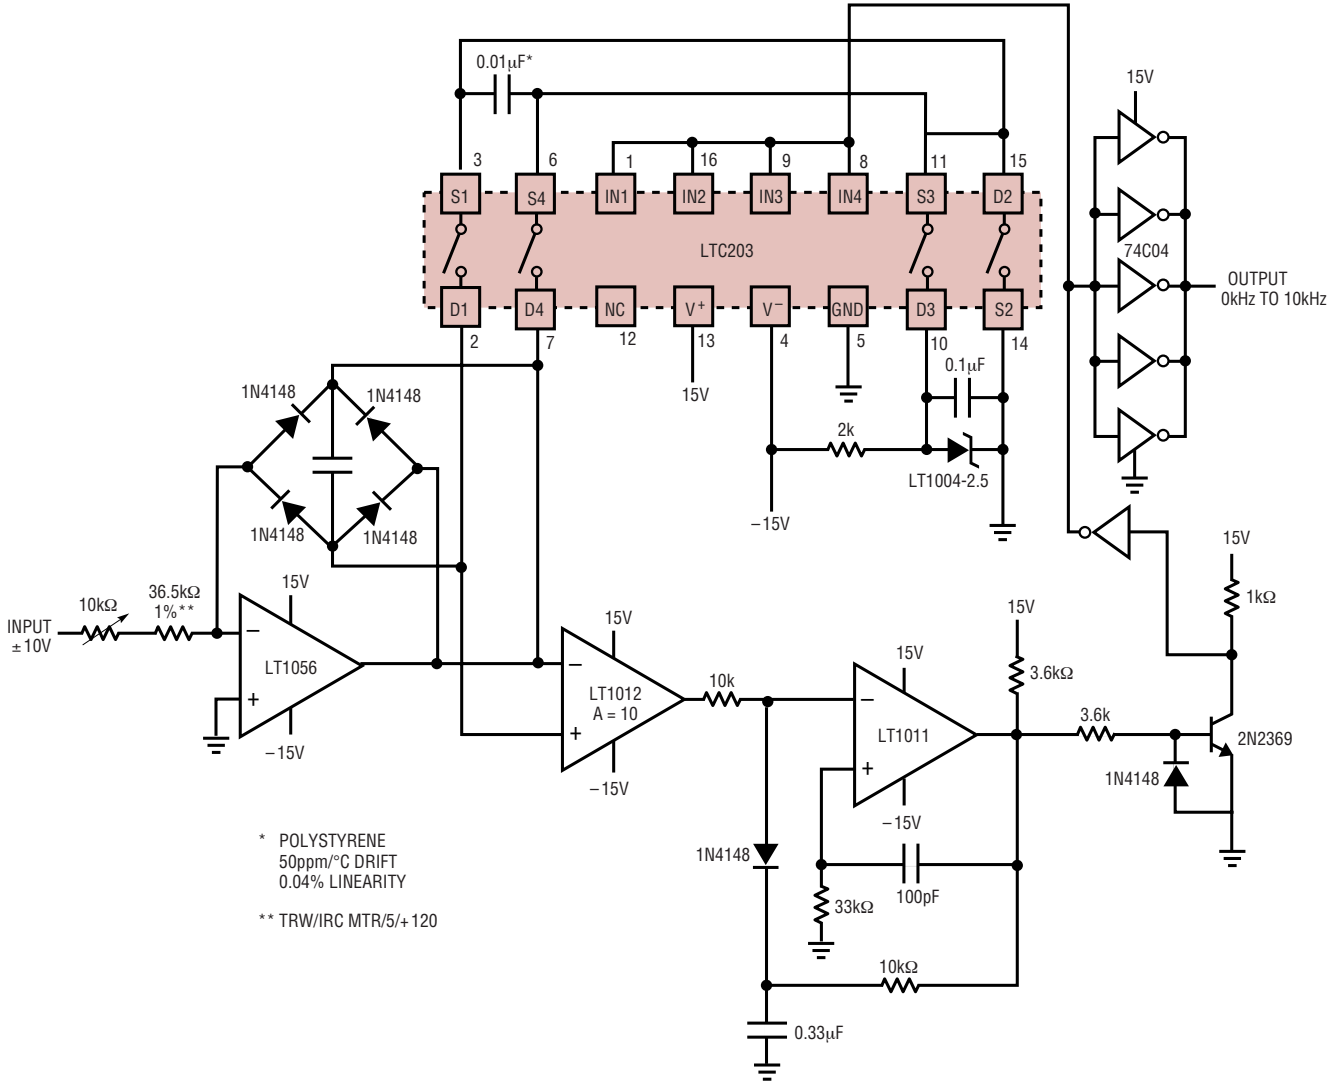 0.01µF*
15V
3 6 1 16 9 8 11 15
S1 S4 IN1 IN2 IN3 IN4 S3 D2
LTC203
74C04
OUTPUT
0kHz TO 10kHz
D1 D4 NC V+ V− GND D3 S2
2 7 12 13 4 5 10 14
15V
0.1µF
1N4148
1N4148
2k
LT1004-2.5
−15V
1N4148
1N4148
15V
INPUT
±10V
10kΩ
36.5kΩ
1%**
15V
−
LT1056
+
−15V
15V
−
LT1012
A = 10
+
−15V
10k
15V
−
LT1011
+
−15V
15V
3.6kΩ
3.6k
1kΩ
2N2369
1N4148
1N4148
33kΩ
100pF
10kΩ
0.33µF
* POLYSTYRENE
50ppm/°C DRIFT
0.04% LINEARITY
** TRW/IRC MTR/5/+120